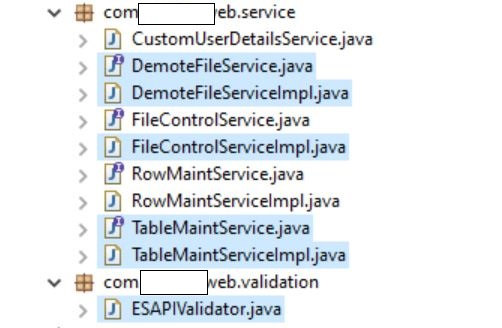 com web.service
CustomUserDetailsService.java
DemoteFileService.java
DemoteFileServiceImpl.java
FileControlService.java
FileControlServiceImpl.java
RowMaintService.java
RowMaintServiceImpl.java
TableMaintService.java
TableMaintServiceImpl.java
com web.validation
ESAPIValidator.java